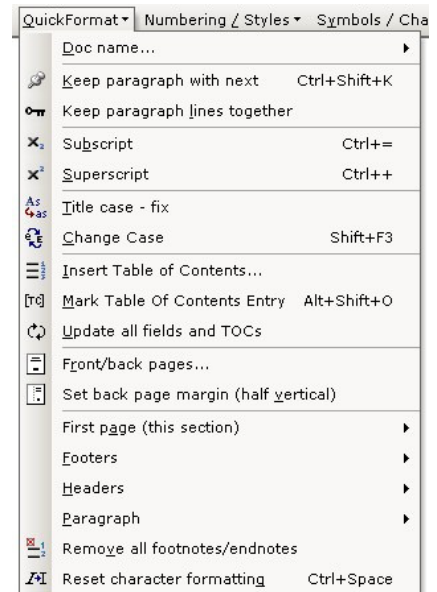 QuickFormat Numbering / Styles Symbols / Cha
Doc name...
Keep paragraph with next Ctrl+Shift+K
Keep paragraph lines together
Subscript Ctrl+=
Superscript Ctrl++
Title case - fix
Change Case Shift+F3
Insert Table of Contents...
Mark Table Of Contents Entry Alt+Shift+O
Update all fields and TOCs
Front/back pages...
Set back page margin (half vertical)
First page (this section)
Footers
Headers
Paragraph
Remove all footnotes/endnotes
Reset character formatting Ctrl+Space